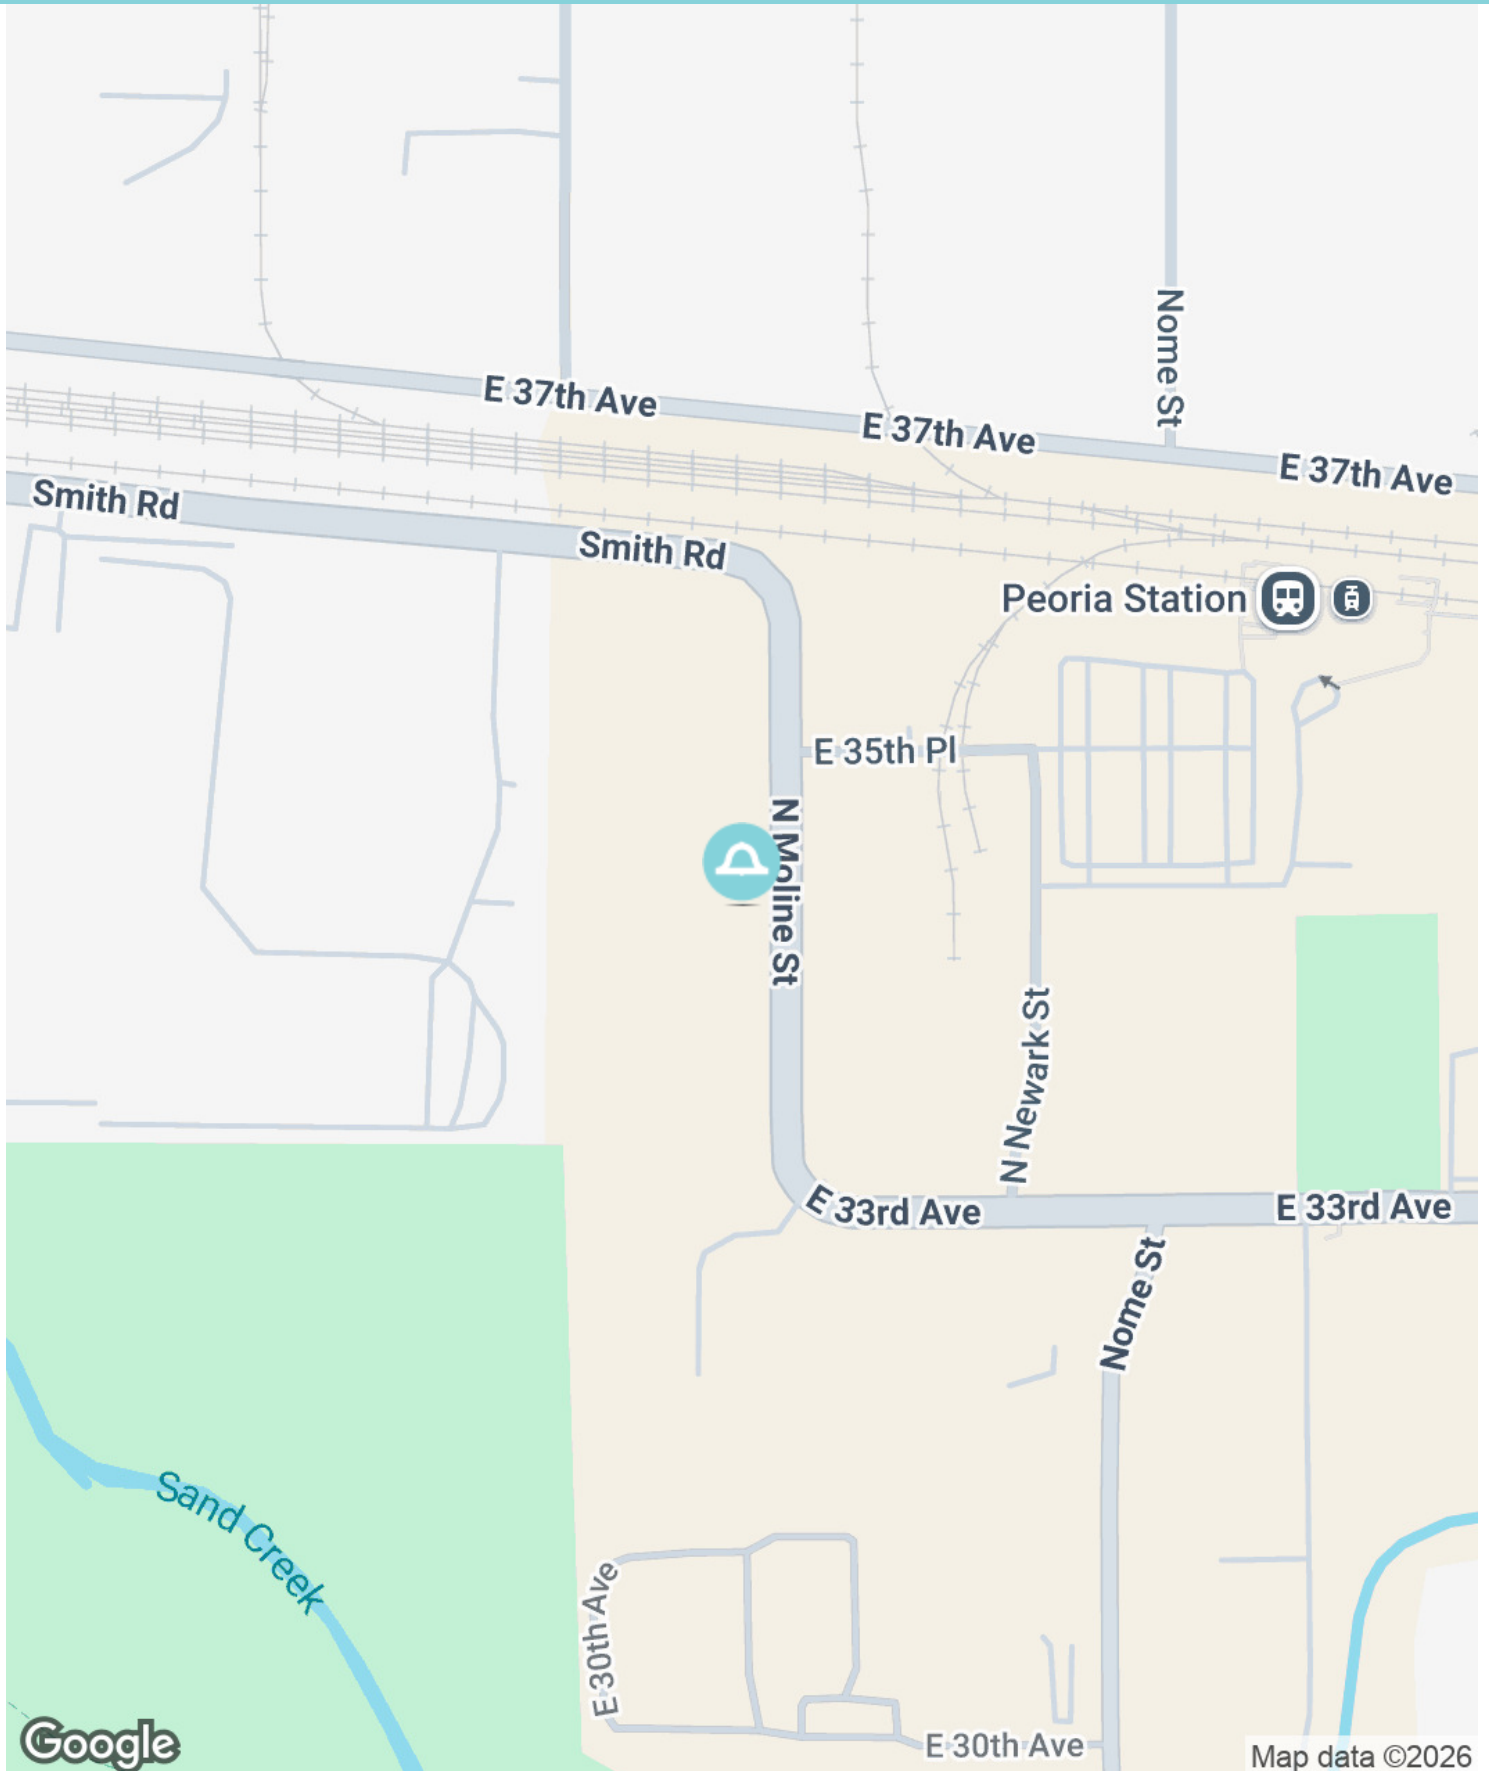 Nome St
E 37th Ave
E 37th Ave
E 37th Ave
Smith Rd
Smith Rd
Peoria Station
E 35th Pl
N Moline St
N Newark St
E 33rd Ave
E 33rd Ave
Nome St
Sand Creek
E 30th Ave
E 30th Ave
Google
Map data ©2026